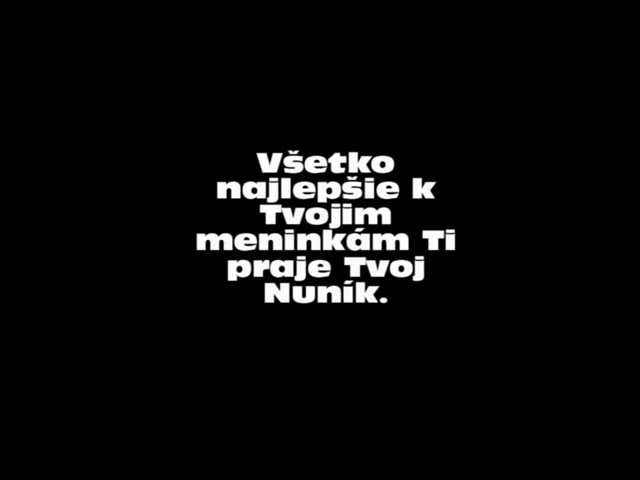 Všetko
najlepšie k
Tvojim
meninkám Ti
praje Tvoj
Nuník.